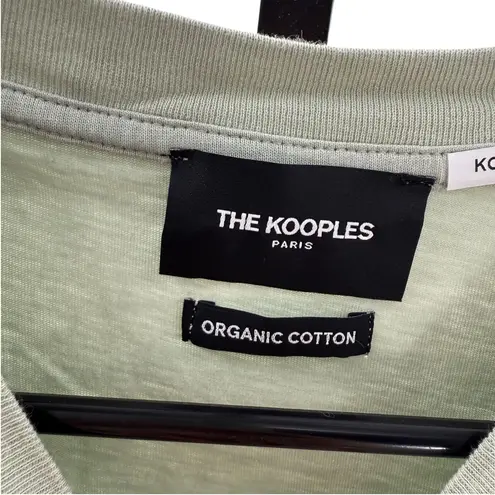 THE KOOPLES
PARIS
KO
ORGANIC COTTON